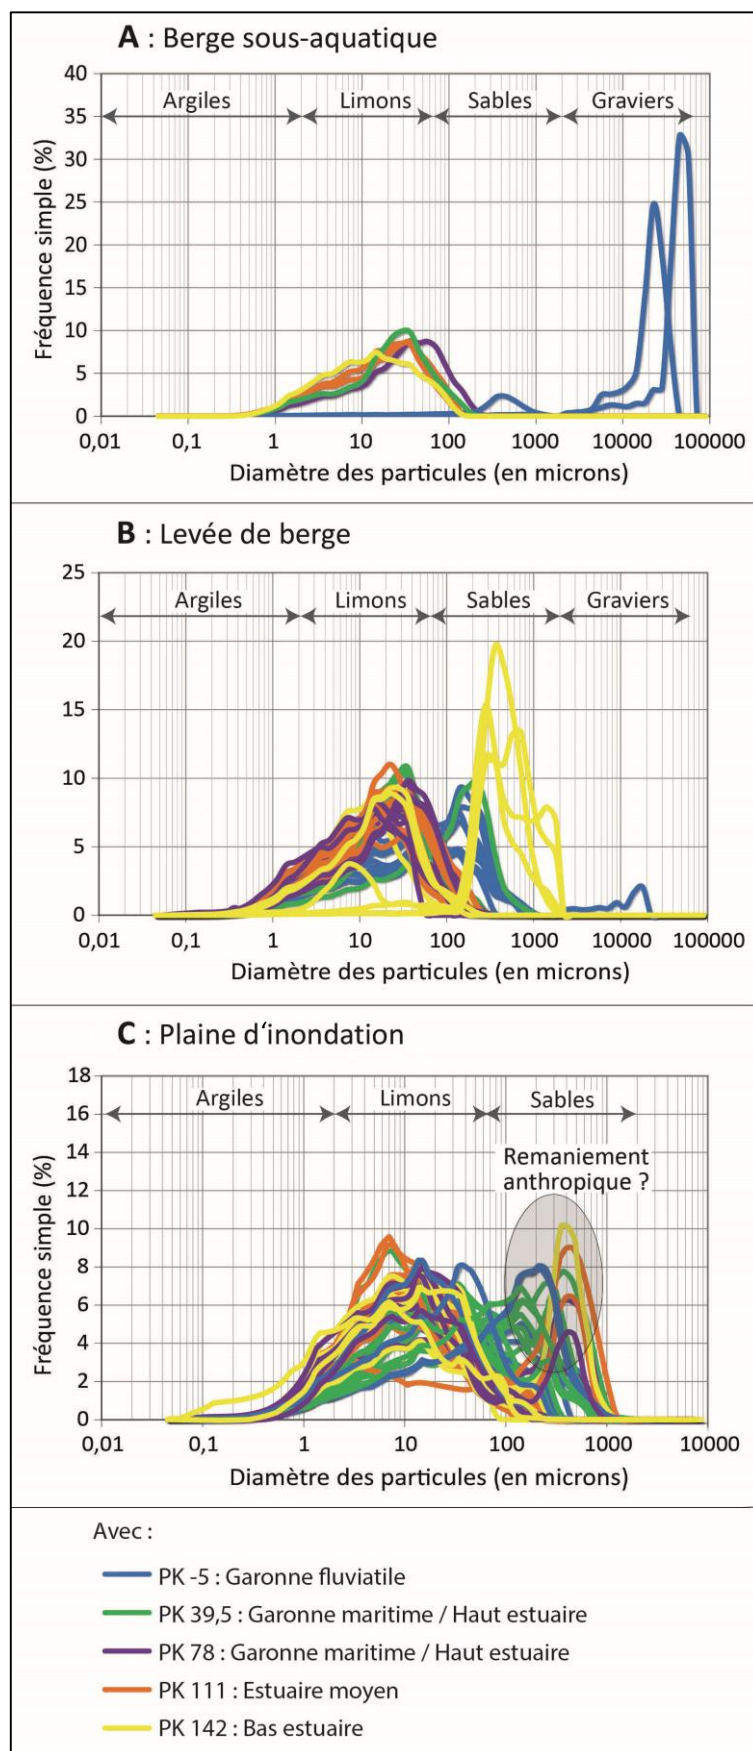 A : Berge sous-aquatique
40
35
30
25
20
15
10
5
0
Fréquence simple (%)
Argiles Limons Sables Graviers
0,01 0,1 1 10 100 1000 10000 100000
Diamètre des particules (en microns)
B : Levée de berge
25
20
15
10
5
0
Argiles Limons Sables Graviers
0,01 0,1 1 10 100 1000 10000 100000
Diamètre des particules (en microns)
C : Plaine d'inondation
18
16
14
12
10
8
6
4
2
0
Fréquence simple (%)
Argiles Limons Sables
Remaniement
anthropique ?
0,01 0,1 1 10 100 1000 10000
Diamètre des particules (en microns)
Avec :
PK -5 : Garonne fluviatile
PK 39,5 : Garonne maritime / Haut estuaire
PK 78 : Garonne maritime / Haut estuaire
PK 111 : Estuaire moyen
PK 142 : Bas estuaire